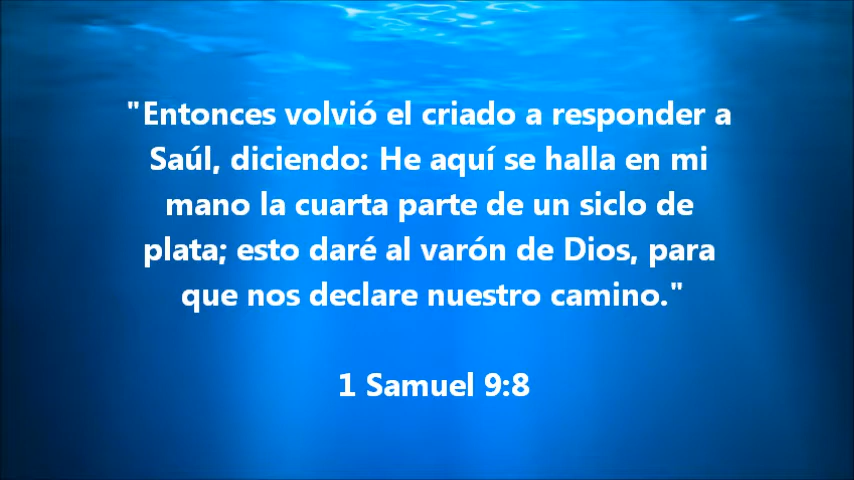 "Entonces volvió el criado a responder a
Saúl, diciendo: He aquí se halla en mi
mano la cuarta parte de un siclo de
plata; esto daré al varón de Dios, para
que nos declare nuestro camino."
1 Samuel 9:8